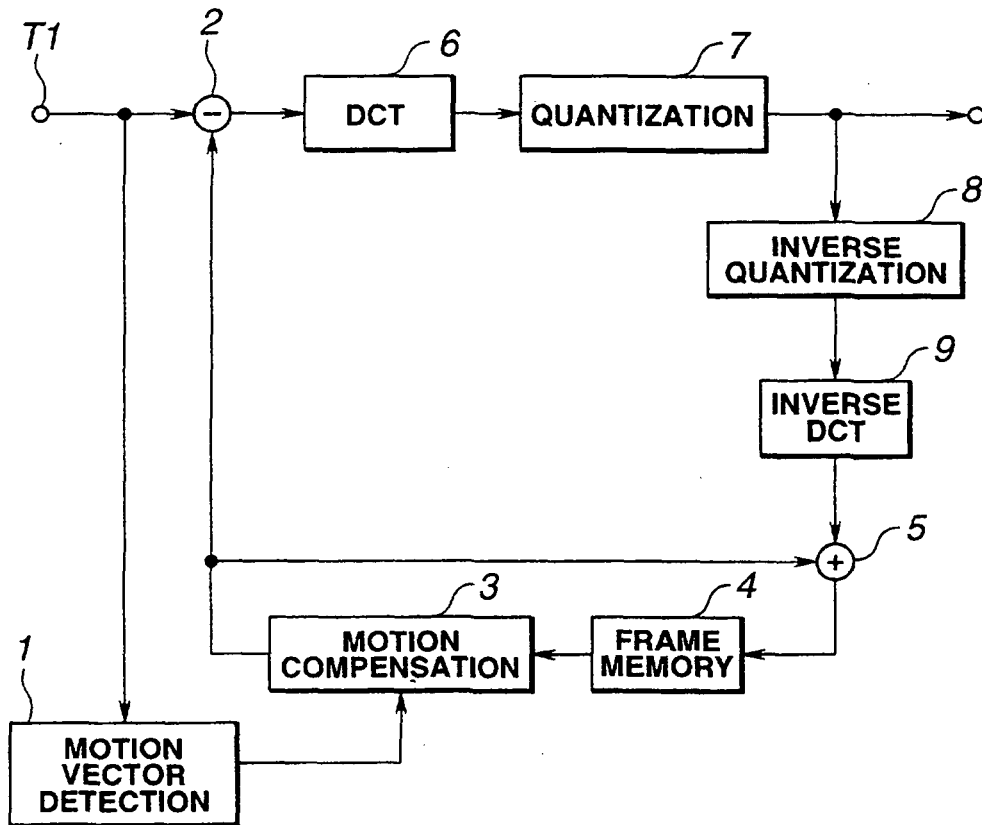 T1
2
6
7
DCT
QUANTIZATION
8
INVERSE
QUANTIZATION
9
INVERSE
DCT
5
3
4
MOTION
COMPENSATION
FRAME
MEMORY
1
MOTION
VECTOR
DETECTION